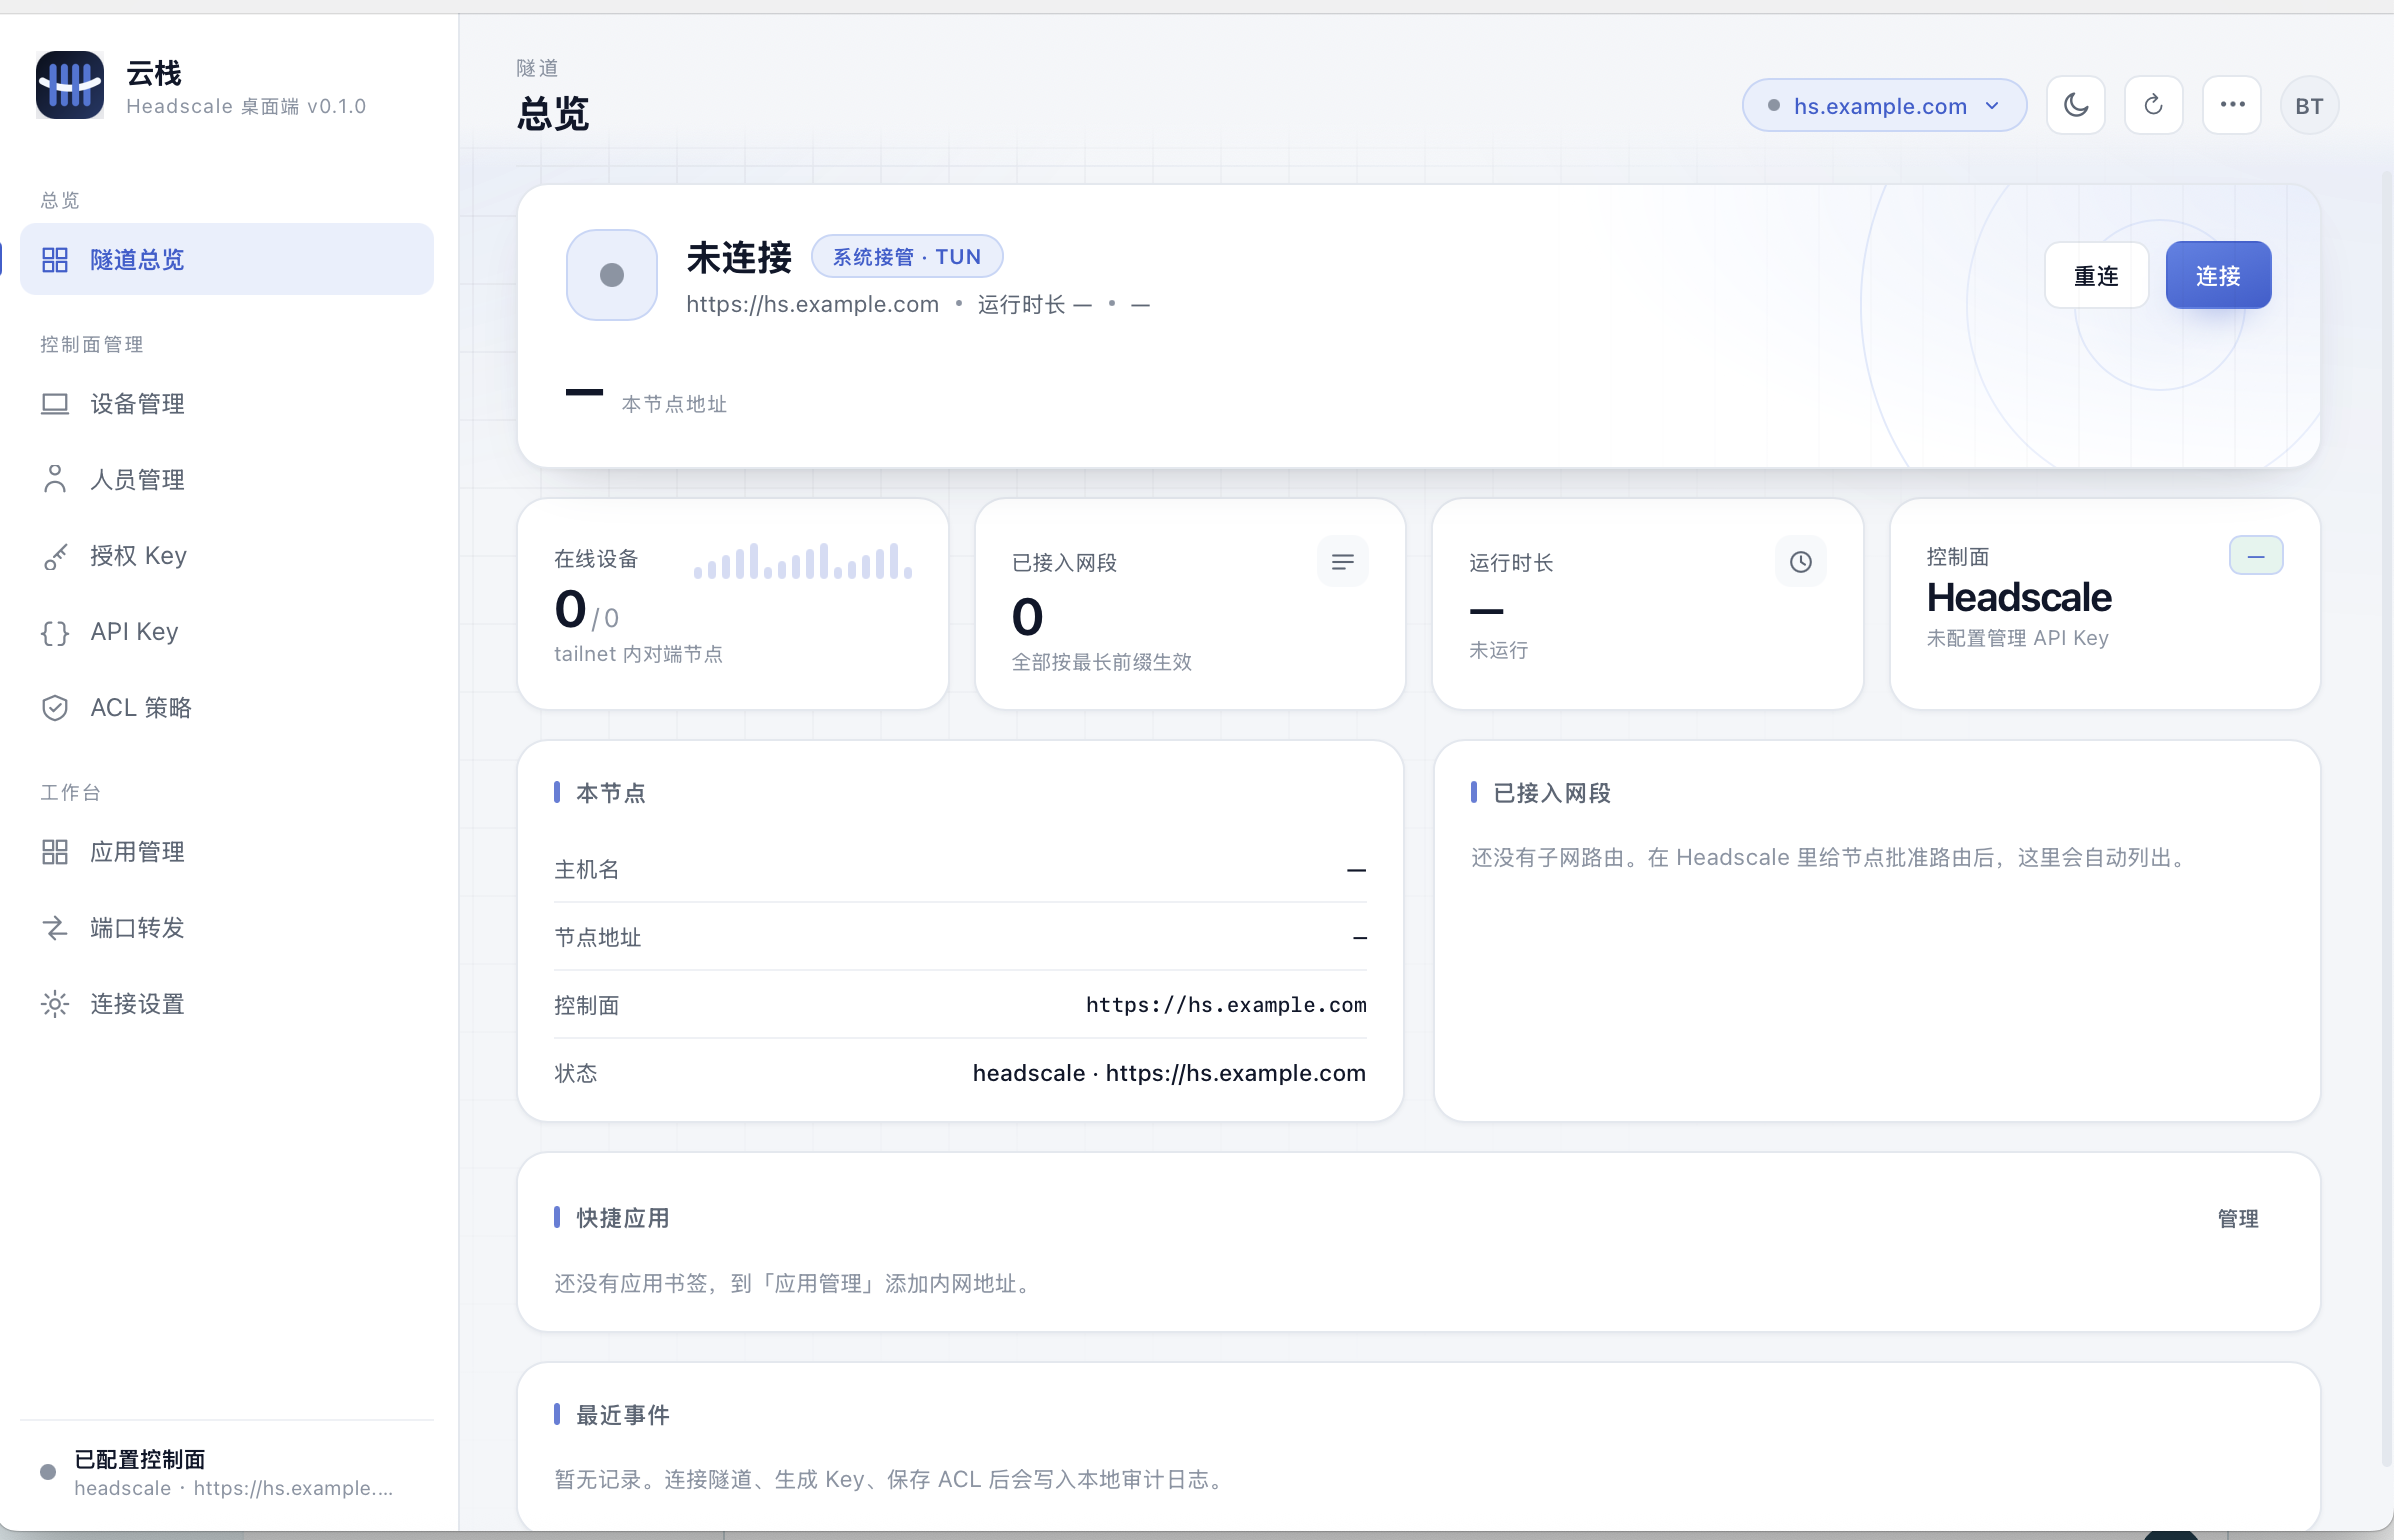 云栈
Headscale 桌面端 v0.1.0
总览
隧道总览
控制面管理
设备管理
人员管理
授权 Key
API Key
ACL 策略
工作台
应用管理
端口转发
连接设置
已配置控制面
headscale · https://hs.example....
隧道
总览
hs.example.com
BT
未连接
系统接管 · TUN
https://hs.example.com • 运行时长 — • —
重连
连接
— 本节点地址
在线设备
0 / 0
tailnet 内对端节点
已接入网段
0
全部按最长前缀生效
运行时长
—
未运行
控制面
—
Headscale
未配置管理 API Key
本节点
主机名 —
节点地址 —
控制面 https://hs.example.com
状态 headscale · https://hs.example.com
已接入网段
还没有子网路由。在 Headscale 里给节点批准路由后，这里会自动列出。
快捷应用
管理
还没有应用书签，到「应用管理」添加内网地址。
最近事件
暂无记录。连接隧道、生成 Key、保存 ACL 后会写入本地审计日志。